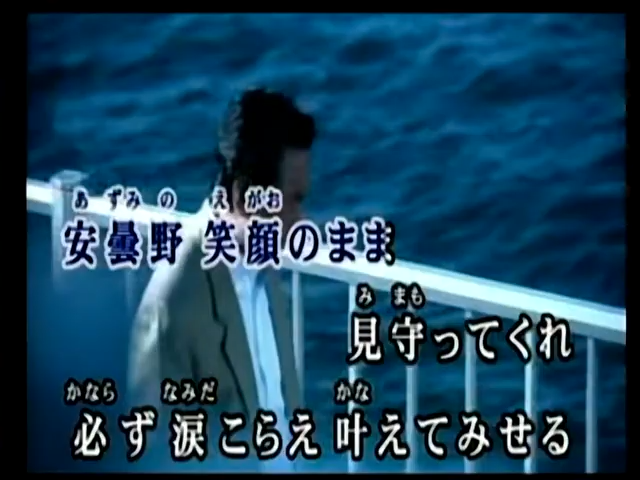 あずみの えがお
安曇野 笑顔のまま
みまも
見守ってくれ
かなら なみだ かな
必ず涙こらえ 叶えてみせる